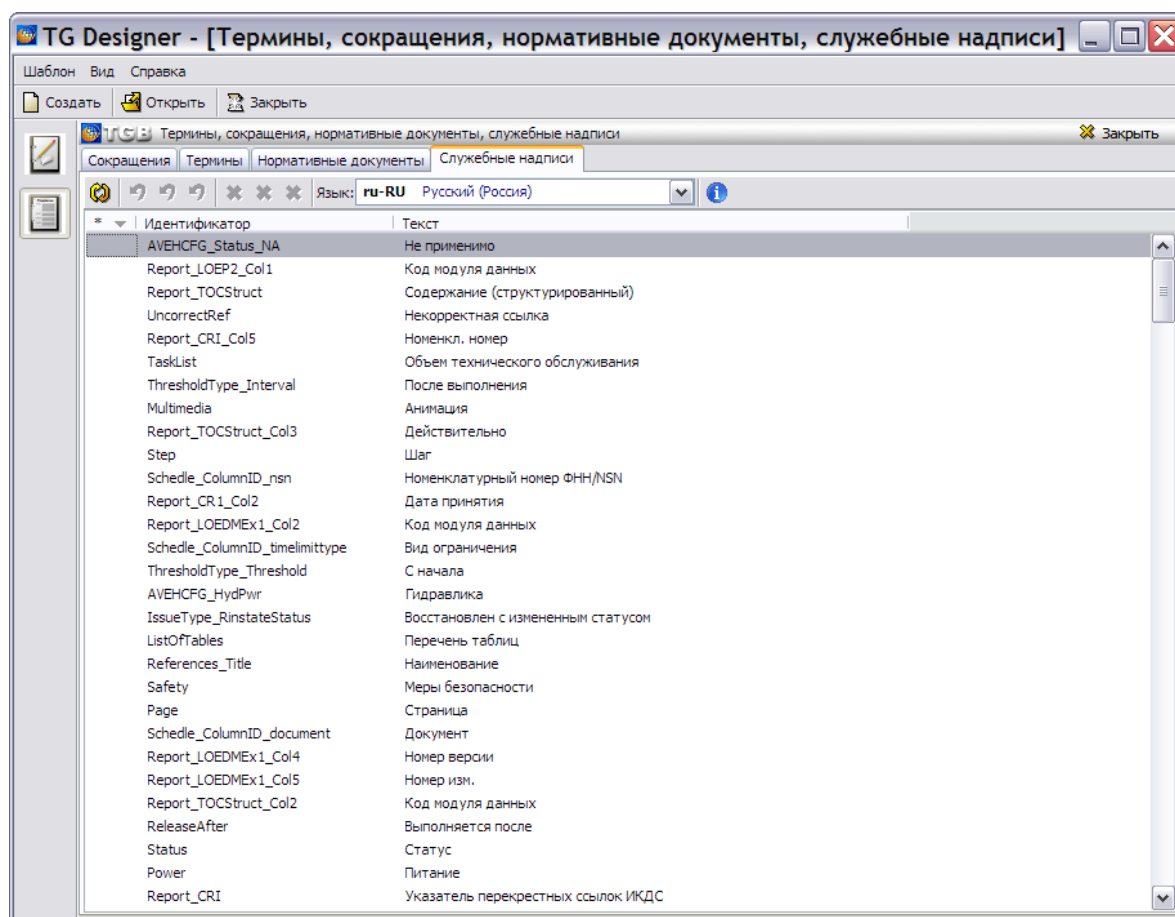 TG Designer - [Термины, сокращения, нормативные документы, служебные надписи]
Шаблон Вид Справка
Создать Открыть Закрыть
TGB Термины, сокращения, нормативные документы, служебные надписи Закрыть
Сокращения Термины Нормативные документы Служебные надписи
Язык: ru-RU Русский (Россия)
* Идентификатор Текст
AVEHCFG_Status_NA Не применимо
Report_LOEP2_Col1 Код модуля данных
Report_TOCStruct Содержание (структурированный)
UncorrectRef Некорректная ссылка
Report_CRI_Col5 Номенкл. номер
TaskList Объем технического обслуживания
ThresholdType_Interval После выполнения
Multimedia Анимация
Report_TOCStruct_Col3 Действительно
Step Шаг
Schedle_ColumnID_nsn Номенклатурный номер ФНН/NSN
Report_CR1_Col2 Дата принятия
Report_LOEDMEx1_Col2 Код модуля данных
Schedle_ColumnID_timelimittype Вид ограничения
ThresholdType_Threshold С начала
AVEHCFG_HydPwr Гидравлика
IssueType_RinstateStatus Восстановлен с измененным статусом
ListOfTables Перечень таблиц
References_Title Наименование
Safety Меры безопасности
Page Страница
Schedle_ColumnID_document Документ
Report_LOEDMEx1_Col4 Номер версии
Report_LOEDMEx1_Col5 Номер изм.
Report_TOCStruct_Col2 Код модуля данных
ReleaseAfter Выполняется после
Status Статус
Power Питание
Report_CRI Указатель перекрестных ссылок ИКДС